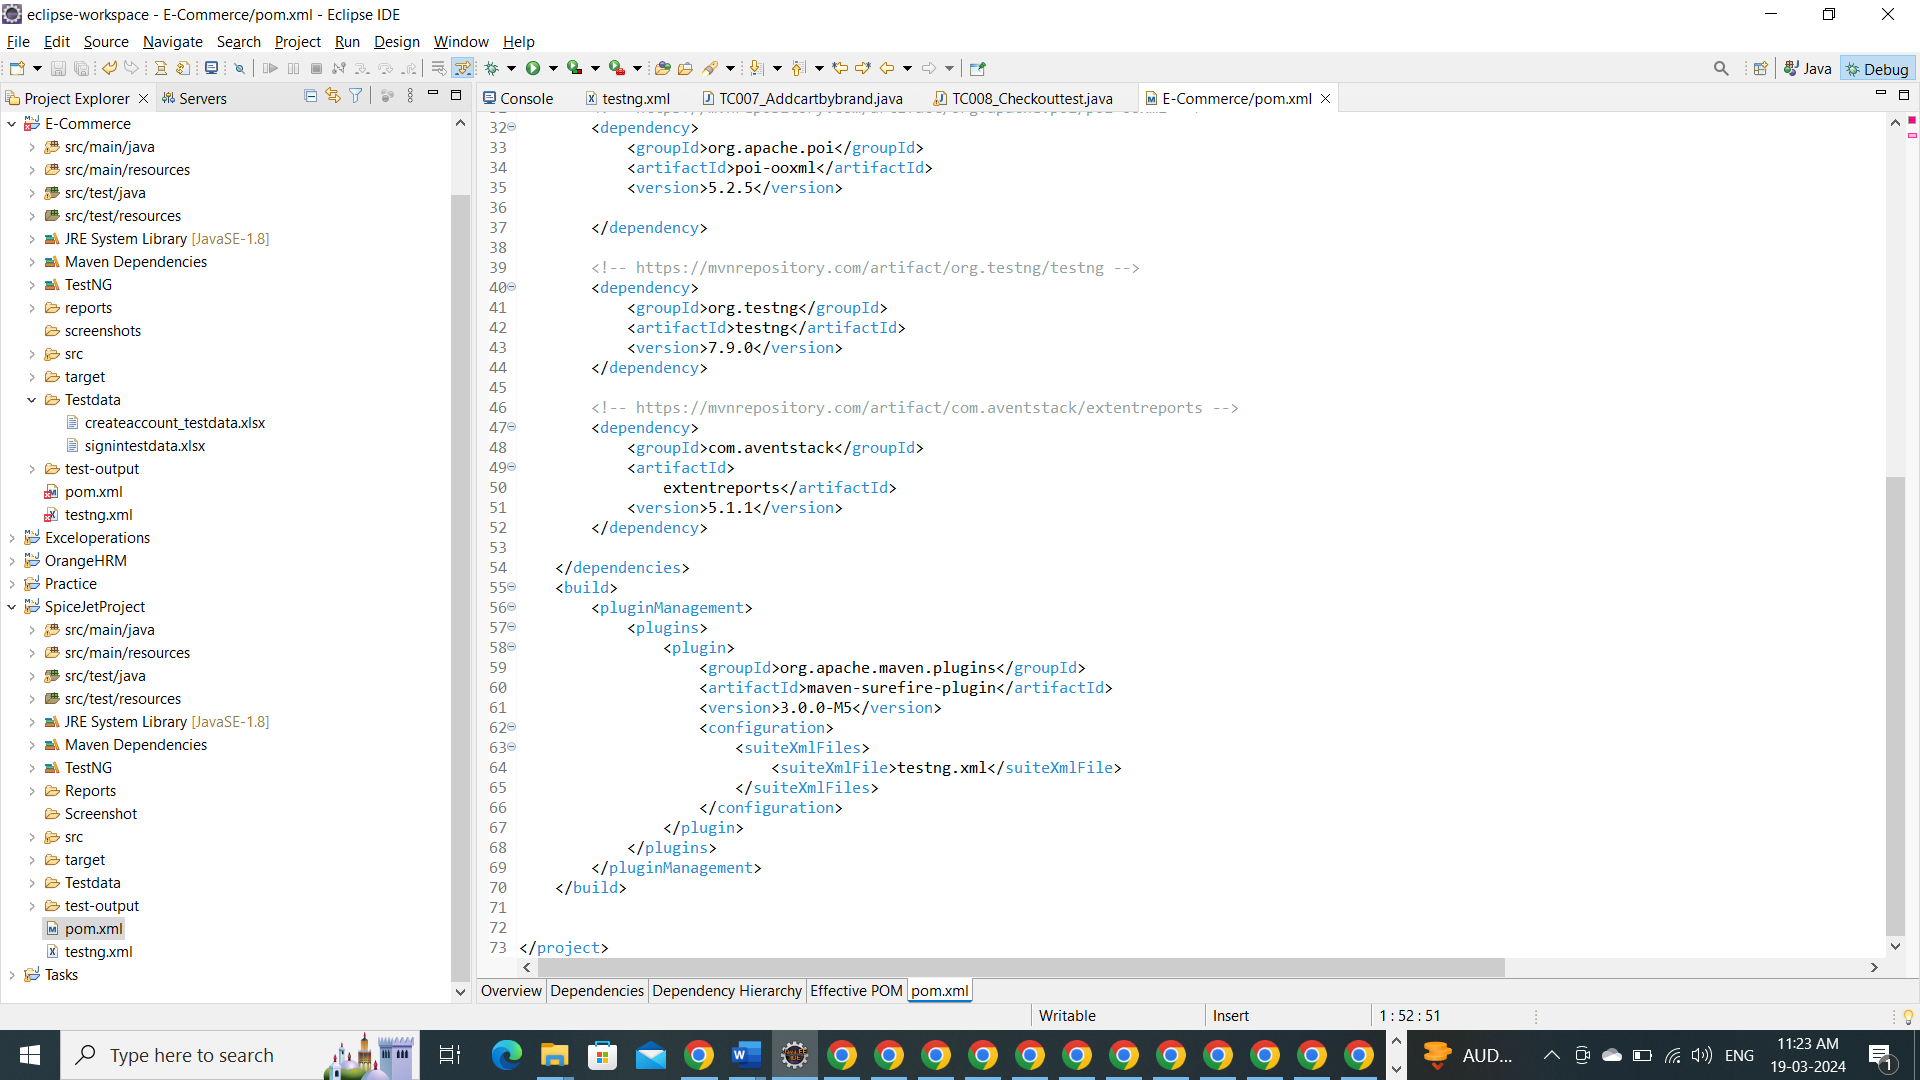 eclipse-workspace - E-Commerce/pom.xml - Eclipse IDE
File Edit Source Navigate Search Project Run Design Window Help
Java Debug
Project Explorer Servers
Console testng.xml TC007_Addcartbybrand.java TC008_Checkouttest.java E-Commerce/pom.xml
E-Commerce
src/main/java
src/main/resources
src/test/java
src/test/resources
JRE System Library [JavaSE-1.8]
Maven Dependencies
TestNG
reports
screenshots
src
target
Testdata
createaccount_testdata.xlsx
signintestdata.xlsx
test-output
pom.xml
testng.xml
Exceloperations
OrangeHRM
Practice
SpiceJetProject
src/main/java
src/main/resources
src/test/java
src/test/resources
JRE System Library [JavaSE-1.8]
Maven Dependencies
TestNG
Reports
Screenshot
src
target
Testdata
test-output
pom.xml
testng.xml
Tasks
32 <dependency>
33 <groupId>org.apache.poi</groupId>
34 <artifactId>poi-ooxml</artifactId>
35 <version>5.2.5</version>
36
37 </dependency>
38
39 <!-- https://mvnrepository.com/artifact/org.testng/testng -->
40 <dependency>
41 <groupId>org.testng</groupId>
42 <artifactId>testng</artifactId>
43 <version>7.9.0</version>
44 </dependency>
45
46 <!-- https://mvnrepository.com/artifact/com.aventstack/extentreports -->
47 <dependency>
48 <groupId>com.aventstack</groupId>
49 <artifactId>
50 extentreports</artifactId>
51 <version>5.1.1</version>
52 </dependency>
53
54 </dependencies>
55 <build>
56 <pluginManagement>
57 <plugins>
58 <plugin>
59 <groupId>org.apache.maven.plugins</groupId>
60 <artifactId>maven-surefire-plugin</artifactId>
61 <version>3.0.0-M5</version>
62 <configuration>
63 <suiteXmlFiles>
64 <suiteXmlFile>testng.xml</suiteXmlFile>
65 </suiteXmlFiles>
66 </configuration>
67 </plugin>
68 </plugins>
69 </pluginManagement>
70 </build>
71
72
73 </project>
Overview Dependencies Dependency Hierarchy Effective POM pom.xml
Writable Insert 1 : 52 : 51
Type here to search
AUD... ENG
11:23 AM
19-03-2024
1